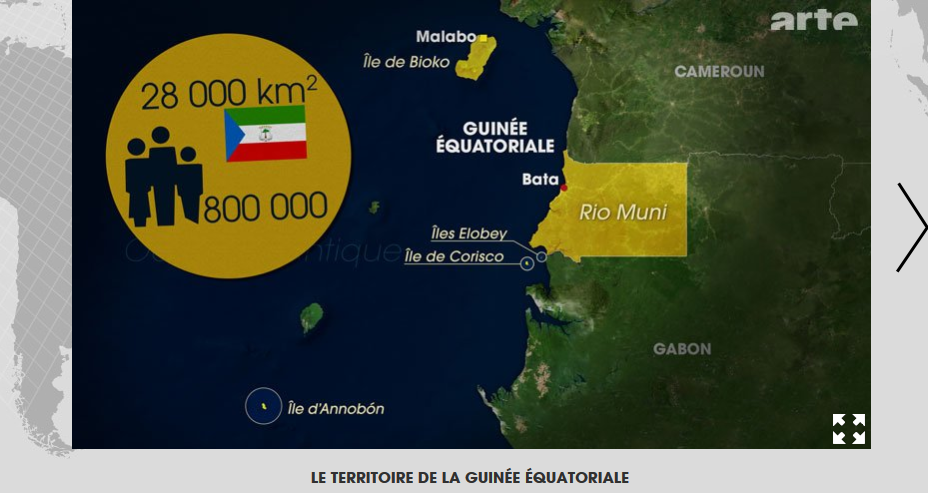 arte
Malabo
Île de Bioko
CAMEROUN
28 000 km²
GUINÉE
ÉQUATORIALE
Bata
Rio Muni
800 000
Îles Elobey
Île de Corisco
GABON
Île d'Annobón
LE TERRITOIRE DE LA GUINÉE ÉQUATORIALE